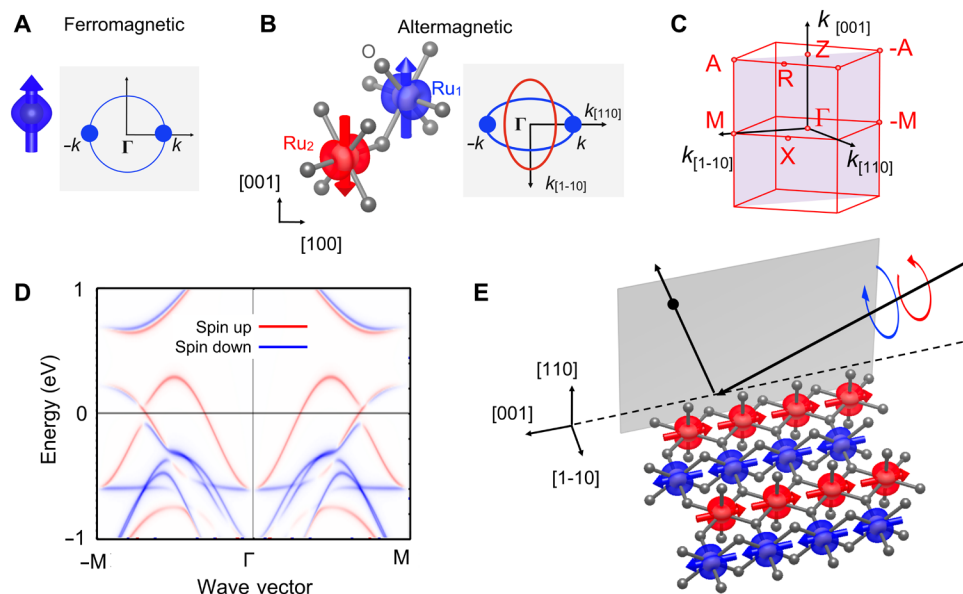 A
Ferromagnetic
-k
Γ
k
B
Altermagnetic
O
Ru1
Ru2
[001]
[100]
-k
Γ
k[110]
k
k[1-10]
C
k[001]
Z
-A
A
R
M
Γ
-M
k[1-10]
X
k[110]
D
1
Spin up
Spin down
Energy (eV)
0
−1
−M
Γ
M
Wave vector
E
[110]
[001]
[1-10]